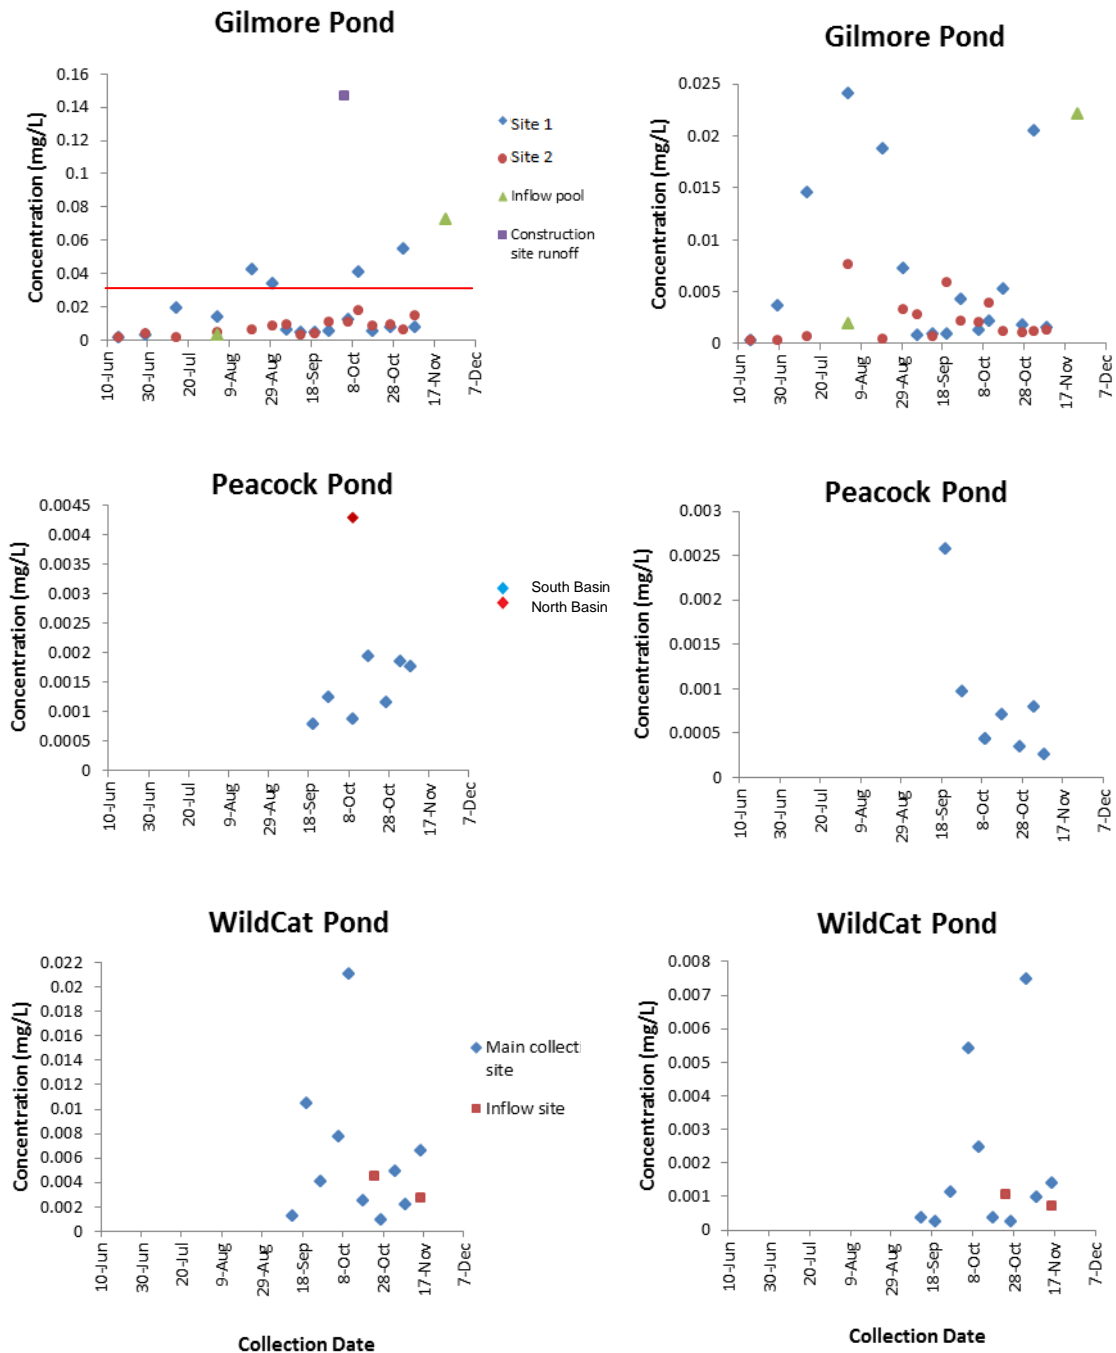 Gilmore Pond
Concentration (mg/L)
0.16
0.14
0.12
0.1
0.08
0.06
0.04
0.02
0
10-Jun
30-Jun
20-Jul
9-Aug
29-Aug
18-Sep
8-Oct
28-Oct
17-Nov
7-Dec
Site 1
Site 2
Inflow pool
Construction
site runoff
Gilmore Pond
Concentration (mg/L)
0.025
0.02
0.015
0.01
0.005
0
10-Jun
30-Jun
20-Jul
9-Aug
29-Aug
18-Sep
8-Oct
28-Oct
17-Nov
7-Dec
Peacock Pond
Concentration (mg/L)
0.0045
0.004
0.0035
0.003
0.0025
0.002
0.0015
0.001
0.0005
0
10-Jun
30-Jun
20-Jul
9-Aug
29-Aug
18-Sep
8-Oct
28-Oct
17-Nov
7-Dec
South Basin
North Basin
Peacock Pond
Concentration (mg/L)
0.003
0.0025
0.002
0.0015
0.001
0.0005
0
10-Jun
30-Jun
20-Jul
9-Aug
29-Aug
18-Sep
8-Oct
28-Oct
17-Nov
7-Dec
WildCat Pond
Concentration (mg/L)
0.022
0.02
0.018
0.016
0.014
0.012
0.01
0.008
0.006
0.004
0.002
0
10-Jun
30-Jun
20-Jul
9-Aug
29-Aug
18-Sep
8-Oct
28-Oct
17-Nov
7-Dec
Collection Date
Main collecti
site
Inflow site
WildCat Pond
Concentration (mg/L)
0.008
0.007
0.006
0.005
0.004
0.003
0.002
0.001
0
10-Jun
30-Jun
20-Jul
9-Aug
29-Aug
18-Sep
8-Oct
28-Oct
17-Nov
7-Dec
Collection Date